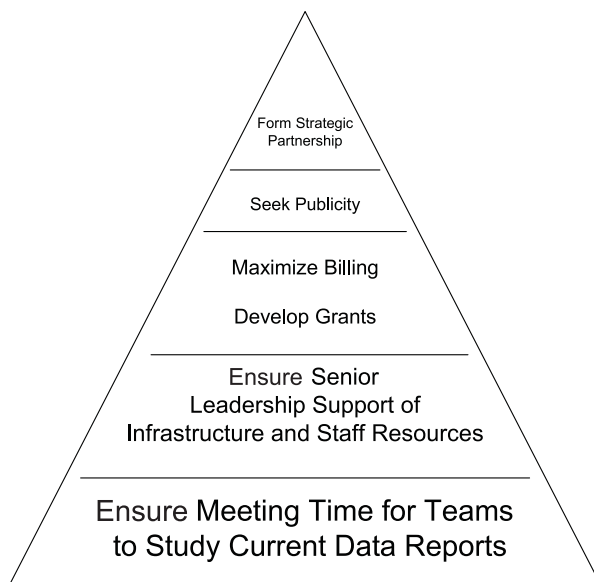 Form Strategic
Partnership
Seek Publicity
Maximize Billing
Develop Grants
Ensure Senior
Leadership Support of
Infrastructure and Staff Resources
Ensure Meeting Time for Teams
to Study Current Data Reports